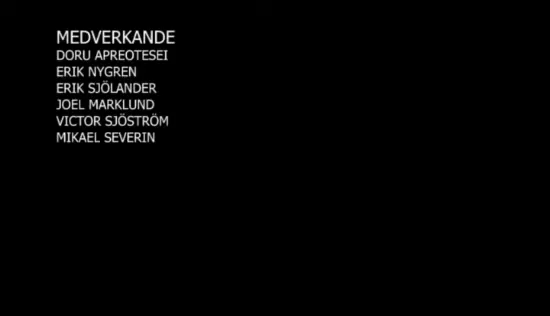 MEDVERKANDE
DORU APREOTESEI
ERIK NYGREN
ERIK SJÖLANDER
JOEL MARKLUND
VICTOR SJÖSTRÖM
MIKAEL SEVERIN